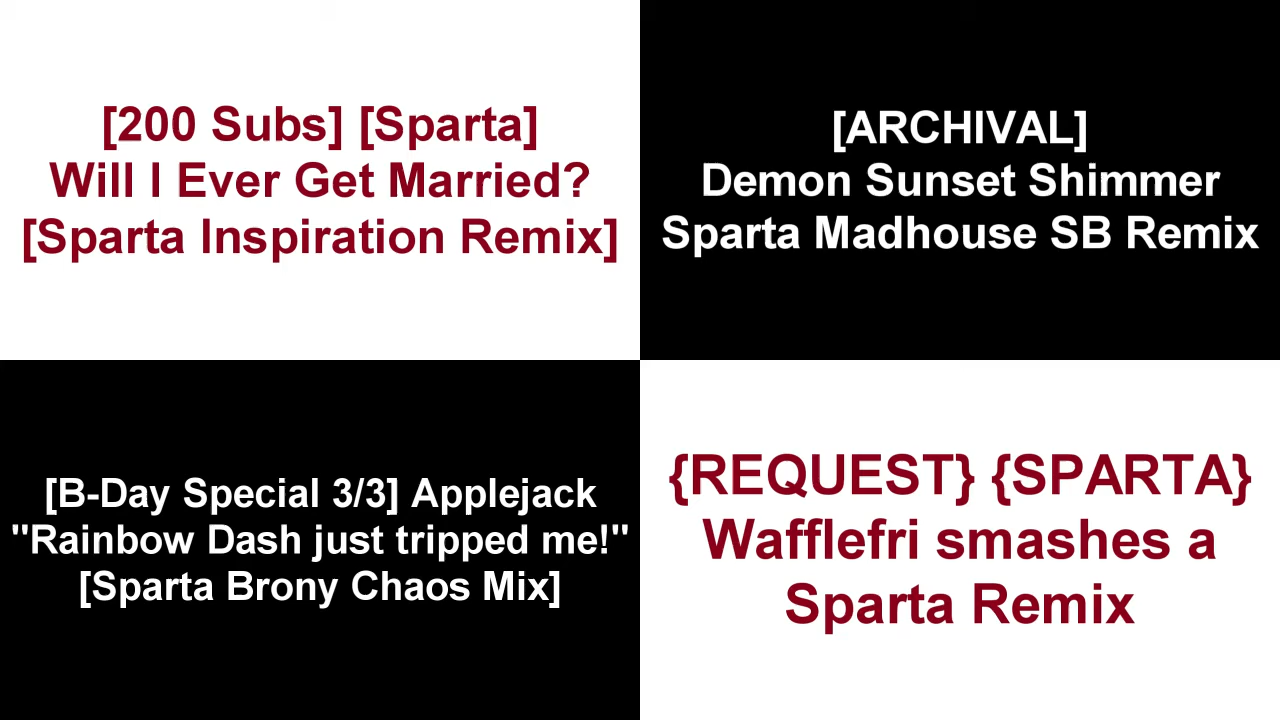 [200 Subs] [Sparta]
Will I Ever Get Married?
[Sparta Inspiration Remix]
[ARCHIVAL]
Demon Sunset Shimmer
Sparta Madhouse SB Remix
[B-Day Special 3/3] Applejack
"Rainbow Dash just tripped me!"
[Sparta Brony Chaos Mix]
{REQUEST} {SPARTA}
Wafflefri smashes a
Sparta Remix